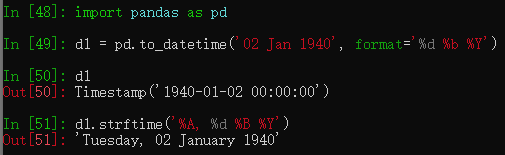 In [48]: import pandas as pd
In [49]: d1 = pd.to_datetime('02 Jan 1940', format='%d %b %Y')
In [50]: d1
Out[50]: Timestamp('1940-01-02 00:00:00')
In [51]: d1.strftime('%A, %d %B %Y')
Out[51]: 'Tuesday, 02 January 1940'